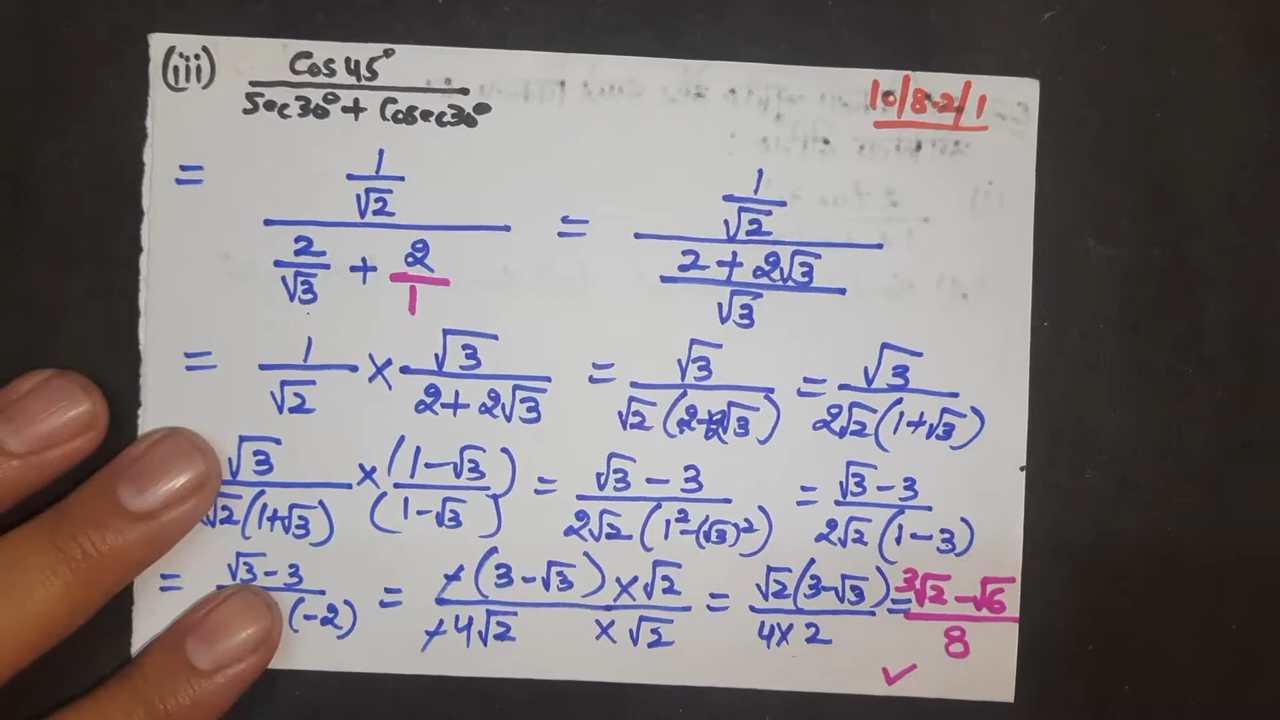 (iii) Cos 45° / Sec 30° + Cosec 30°
10/8.2/1
= (1/√2) / (2/√3 + 2/1) = (1/√2) / ((2 + 2√3)/√3)
= 1/√2 × √3/(2 + 2√3) = √3/(√2(2+2√3)) = √3/(2√2(1+√3))
√3/(√2(1+√3)) × (1-√3)/(1-√3) = (√3 - 3)/(2√2(1²-(√3)²)) = (√3-3)/(2√2(1-3))
= (√3-3)/((-2)) = (-(3-√3) × √2)/(-4√2 × √2) = √2(3-√3)/(4×2) = (3√2 - √6)/8